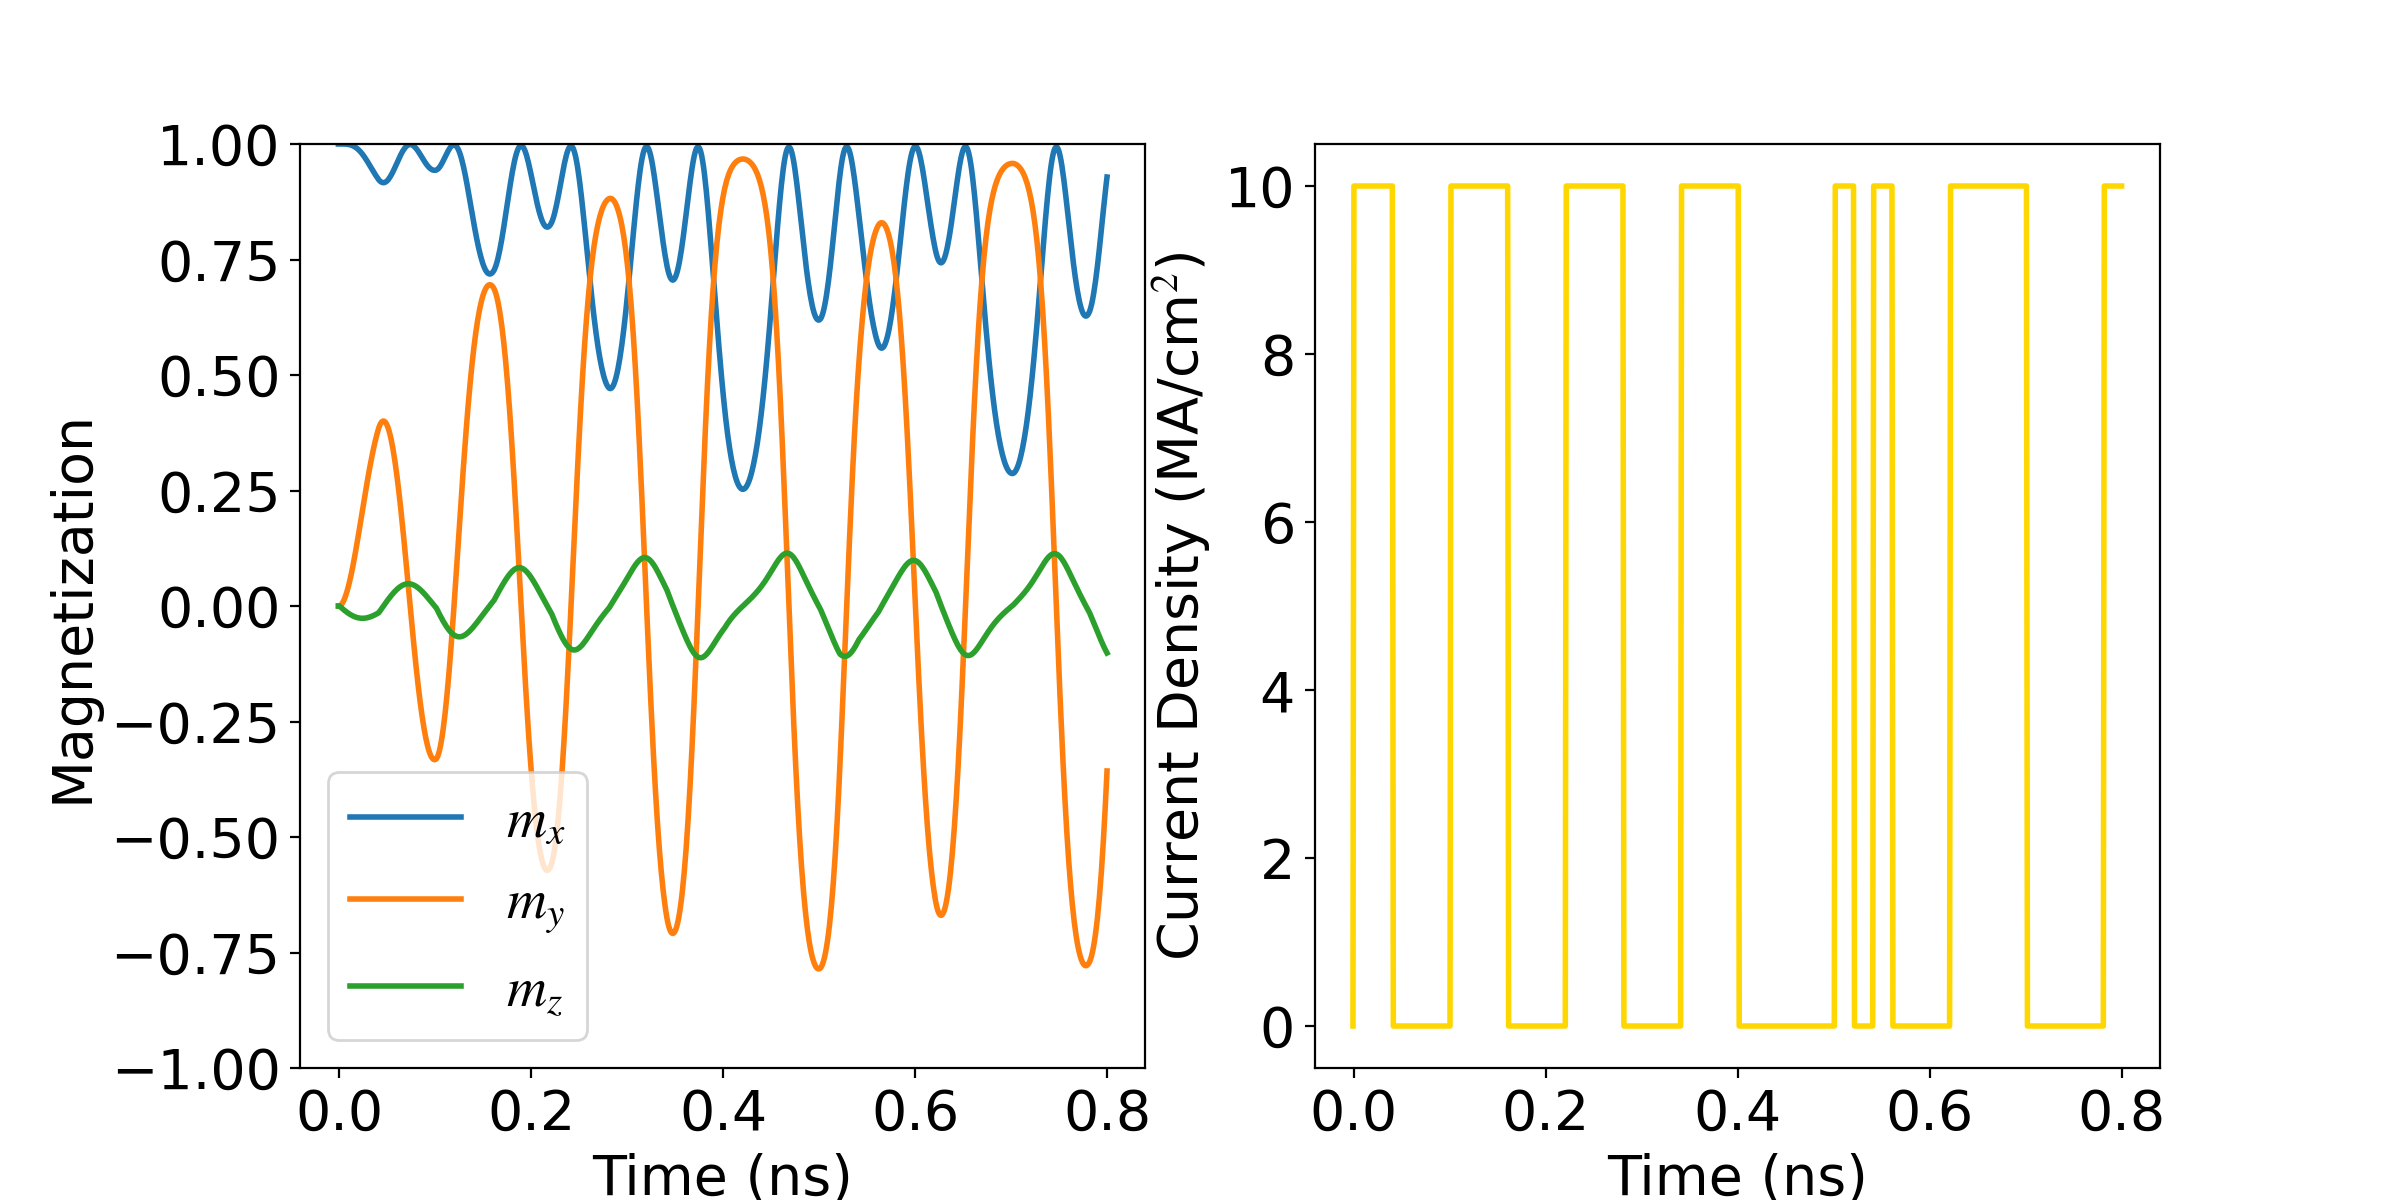 Magnetization
1.00
0.75
0.50
0.25
0.00
−0.25
−0.50
−0.75
−1.00
m_x
m_y
m_z
0.0 0.2 0.4 0.6 0.8
Time (ns)
Current Density (MA/cm²)
10
8
6
4
2
0
0.0 0.2 0.4 0.6 0.8
Time (ns)